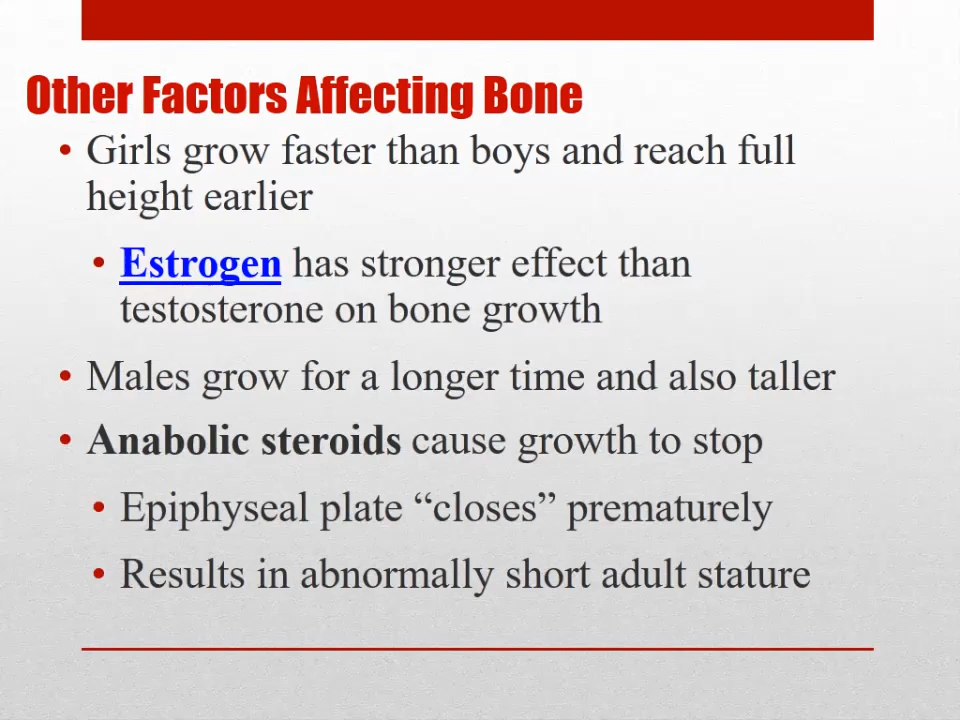 Other Factors Affecting Bone
• Girls grow faster than boys and reach full
height earlier
• Estrogen has stronger effect than
testosterone on bone growth
• Males grow for a longer time and also taller
• Anabolic steroids cause growth to stop
• Epiphyseal plate “closes” prematurely
• Results in abnormally short adult stature